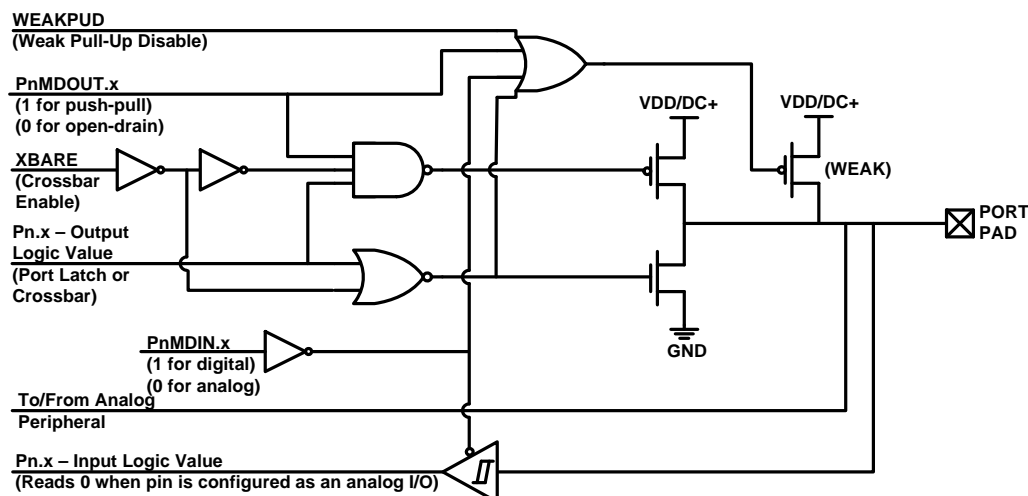 WEAKPUD
(Weak Pull-Up Disable)
PnMDOUT.x
(1 for push-pull)
(0 for open-drain)
XBARE
(Crossbar
Enable)
Pn.x – Output
Logic Value
(Port Latch or
Crossbar)
PnMDIN.x
(1 for digital)
(0 for analog)
To/From Analog
Peripheral
Pn.x – Input Logic Value
(Reads 0 when pin is configured as an analog I/O)
VDD/DC+
VDD/DC+
(WEAK)
PORT
PAD
GND